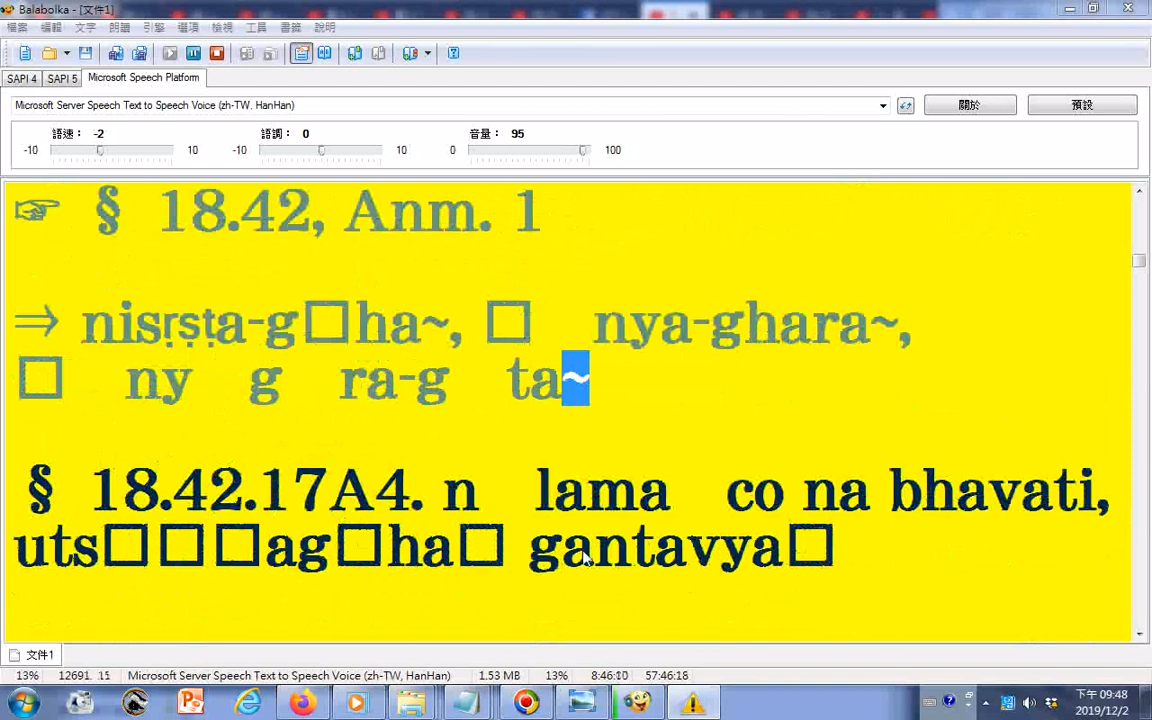 Balabolka - [文件1]
檔案 編輯 文字 朗讀 引擎 選項 檢視 工具 書籤 說明
SAPI 4 SAPI 5 Microsoft Speech Platform
Microsoft Server Speech Text to Speech Voice (zh-TW, HanHan) 關於 預設
語速： -2 語調： 0 音量： 95
-10 10 -10 10 0 100
☞ § 18.42, Anm. 1
⇒ nisṛṣṭa-g□ha~, □ nya-ghara~,
□ ny g ra-g ta~
§ 18.42.17A4. n lama co na bhavati,
uts□□□ag□ha□ gantavya□
文件1
13% 12691: 15 Microsoft Server Speech Text to Speech Voice (zh-TW, HanHan) 1.53 MB 13% 8:46:10 57:46:18
下午 09:48
2019/12/2